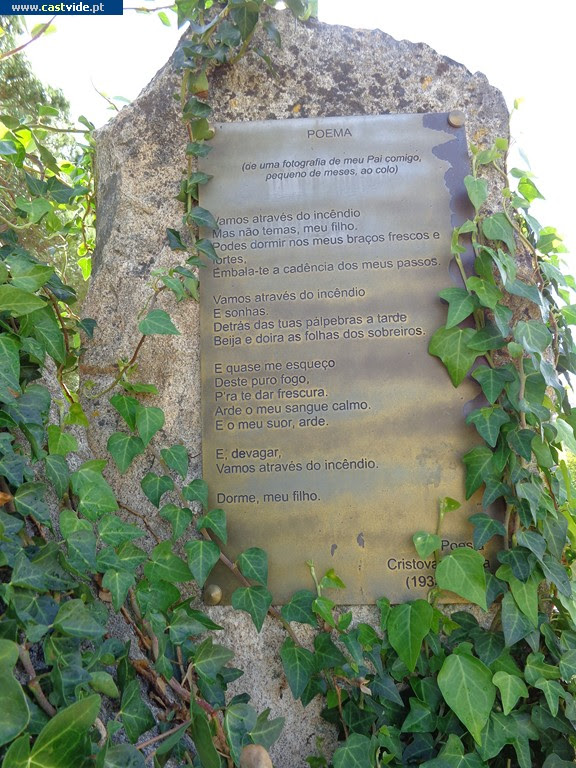 www.castvide.pt
POEMA
(de uma fotografia de meu Pai comigo,
pequeno de meses, ao colo)
Vamos através do incêndio
Mas não temas, meu filho.
Podes dormir nos meus braços frescos e
fortes,
Embala-te a cadência dos meus passos.
Vamos através do incêndio
E sonhas.
Detrás das tuas pálpebras a tarde
Beija e doira as folhas dos sobreiros.
E quase me esqueço
Deste puro fogo,
P'ra te dar frescura.
Arde o meu sangue calmo.
E o meu suor, arde.
E, devagar,
Vamos através do incêndio.
Dorme, meu filho.